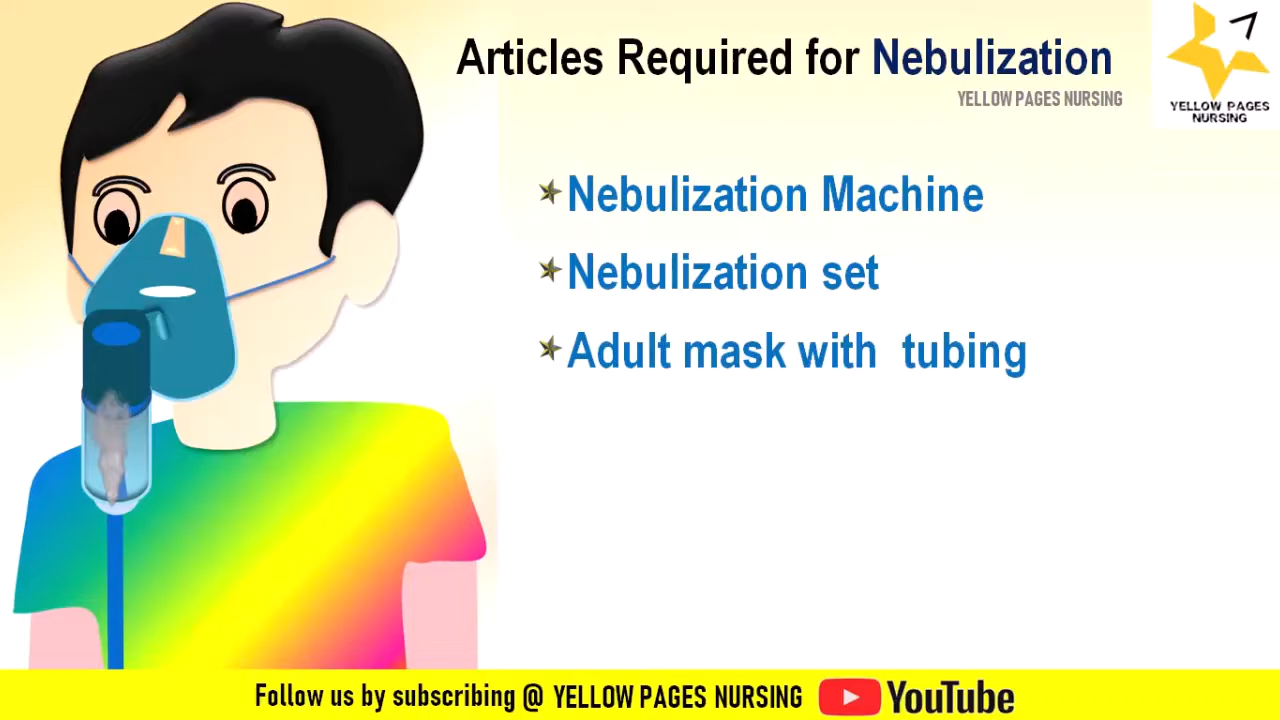 Articles Required for Nebulization
YELLOW PAGES NURSING
YELLOW PAGES
NURSING
Nebulization Machine
Nebulization set
Adult mask with tubing
Follow us by subscribing @ YELLOW PAGES NURSING YouTube